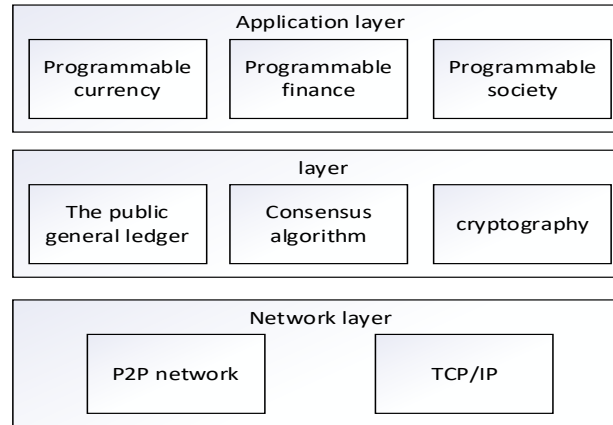 Application layer
Programmable
currency
Programmable
finance
Programmable
society
layer
The public
general ledger
Consensus
algorithm
cryptography
Network layer
P2P network
TCP/IP